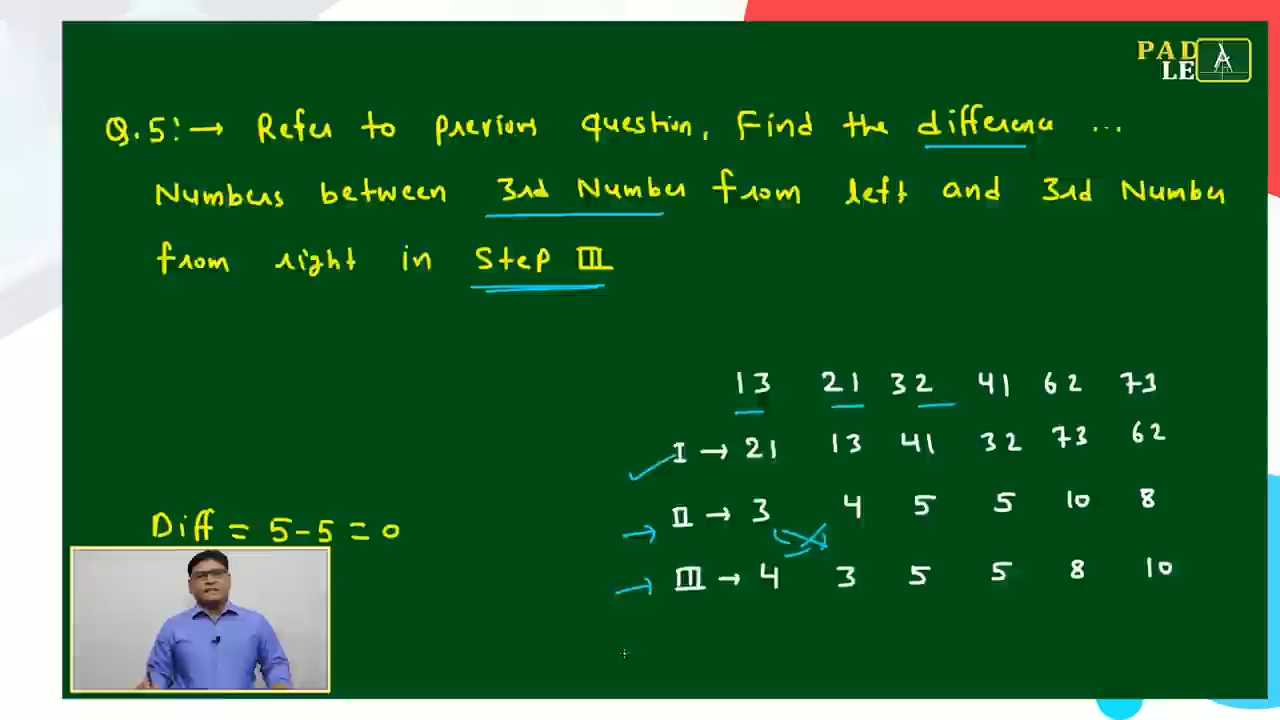 PAD
LE A
Q.5:→ Refer to previous question, Find the difference ...
Numbers between 3rd Number from left and 3rd Number
from right in Step III
13 21 32 41 62 73
I → 21 13 41 32 73 62
II → 3 4 5 5 10 8
Diff = 5-5 = 0
III → 4 3 5 5 8 10